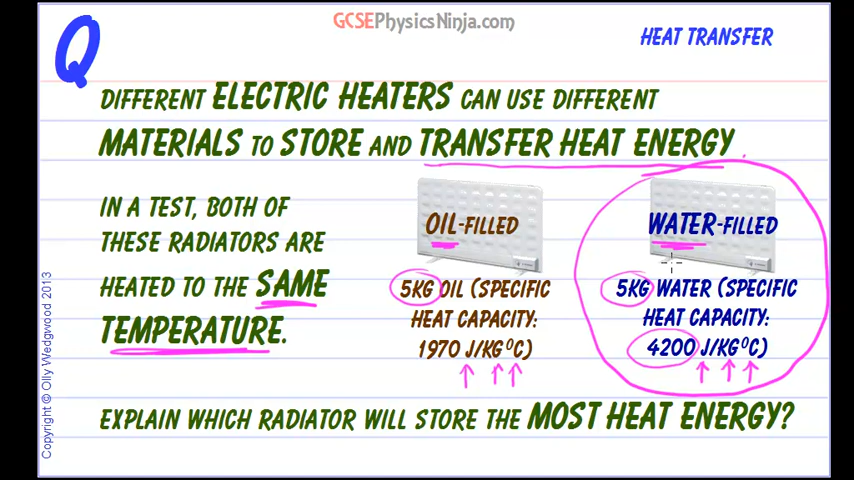 GCSEPhysicsNinja.com
HEAT TRANSFER
Q
DIFFERENT ELECTRIC HEATERS CAN USE DIFFERENT
MATERIALS TO STORE AND TRANSFER HEAT ENERGY.
IN A TEST, BOTH OF
THESE RADIATORS ARE
HEATED TO THE SAME
TEMPERATURE.
OIL-FILLED
5KG OIL (SPECIFIC
HEAT CAPACITY:
1970 J/KG⁰C)
WATER-FILLED
5KG WATER (SPECIFIC
HEAT CAPACITY:
4200 J/KG⁰C)
EXPLAIN WHICH RADIATOR WILL STORE THE MOST HEAT ENERGY?
Copyright © Olly Wedgwood 2013